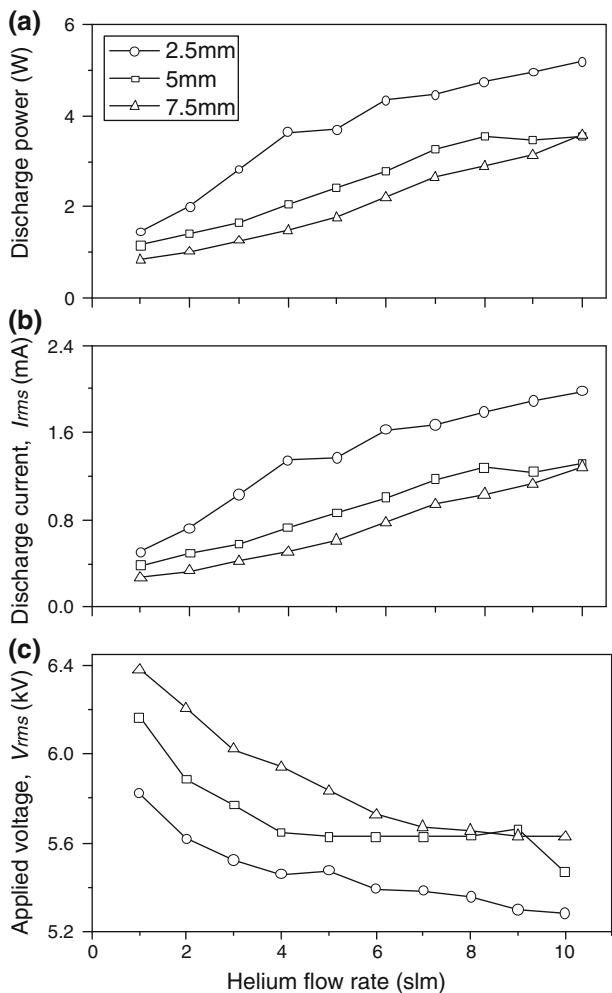 (a)
Discharge power (W)
6
4
2
0
2.5mm
5mm
7.5mm
(b)
Discharge current, Irms (mA)
2.4
1.6
0.8
0.0
(c)
Applied voltage, Vrms (kV)
6.4
6.0
5.6
5.2
0 2 4 6 8 10
Helium flow rate (slm)